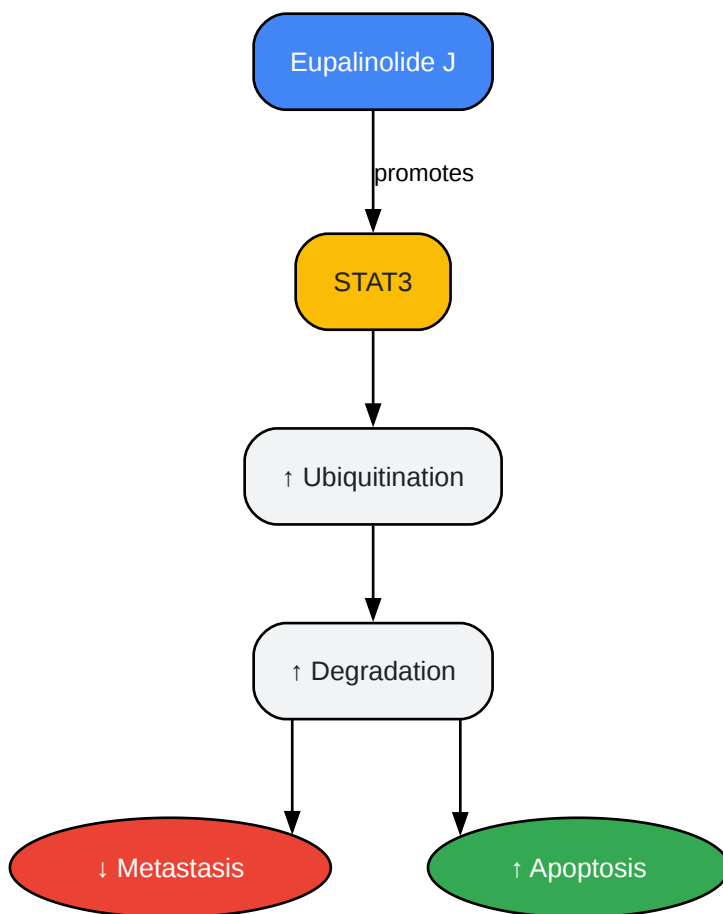 Eupalinolide J
promotes
STAT3
↑ Ubiquitination
↑ Degradation
↓ Metastasis
↑ Apoptosis